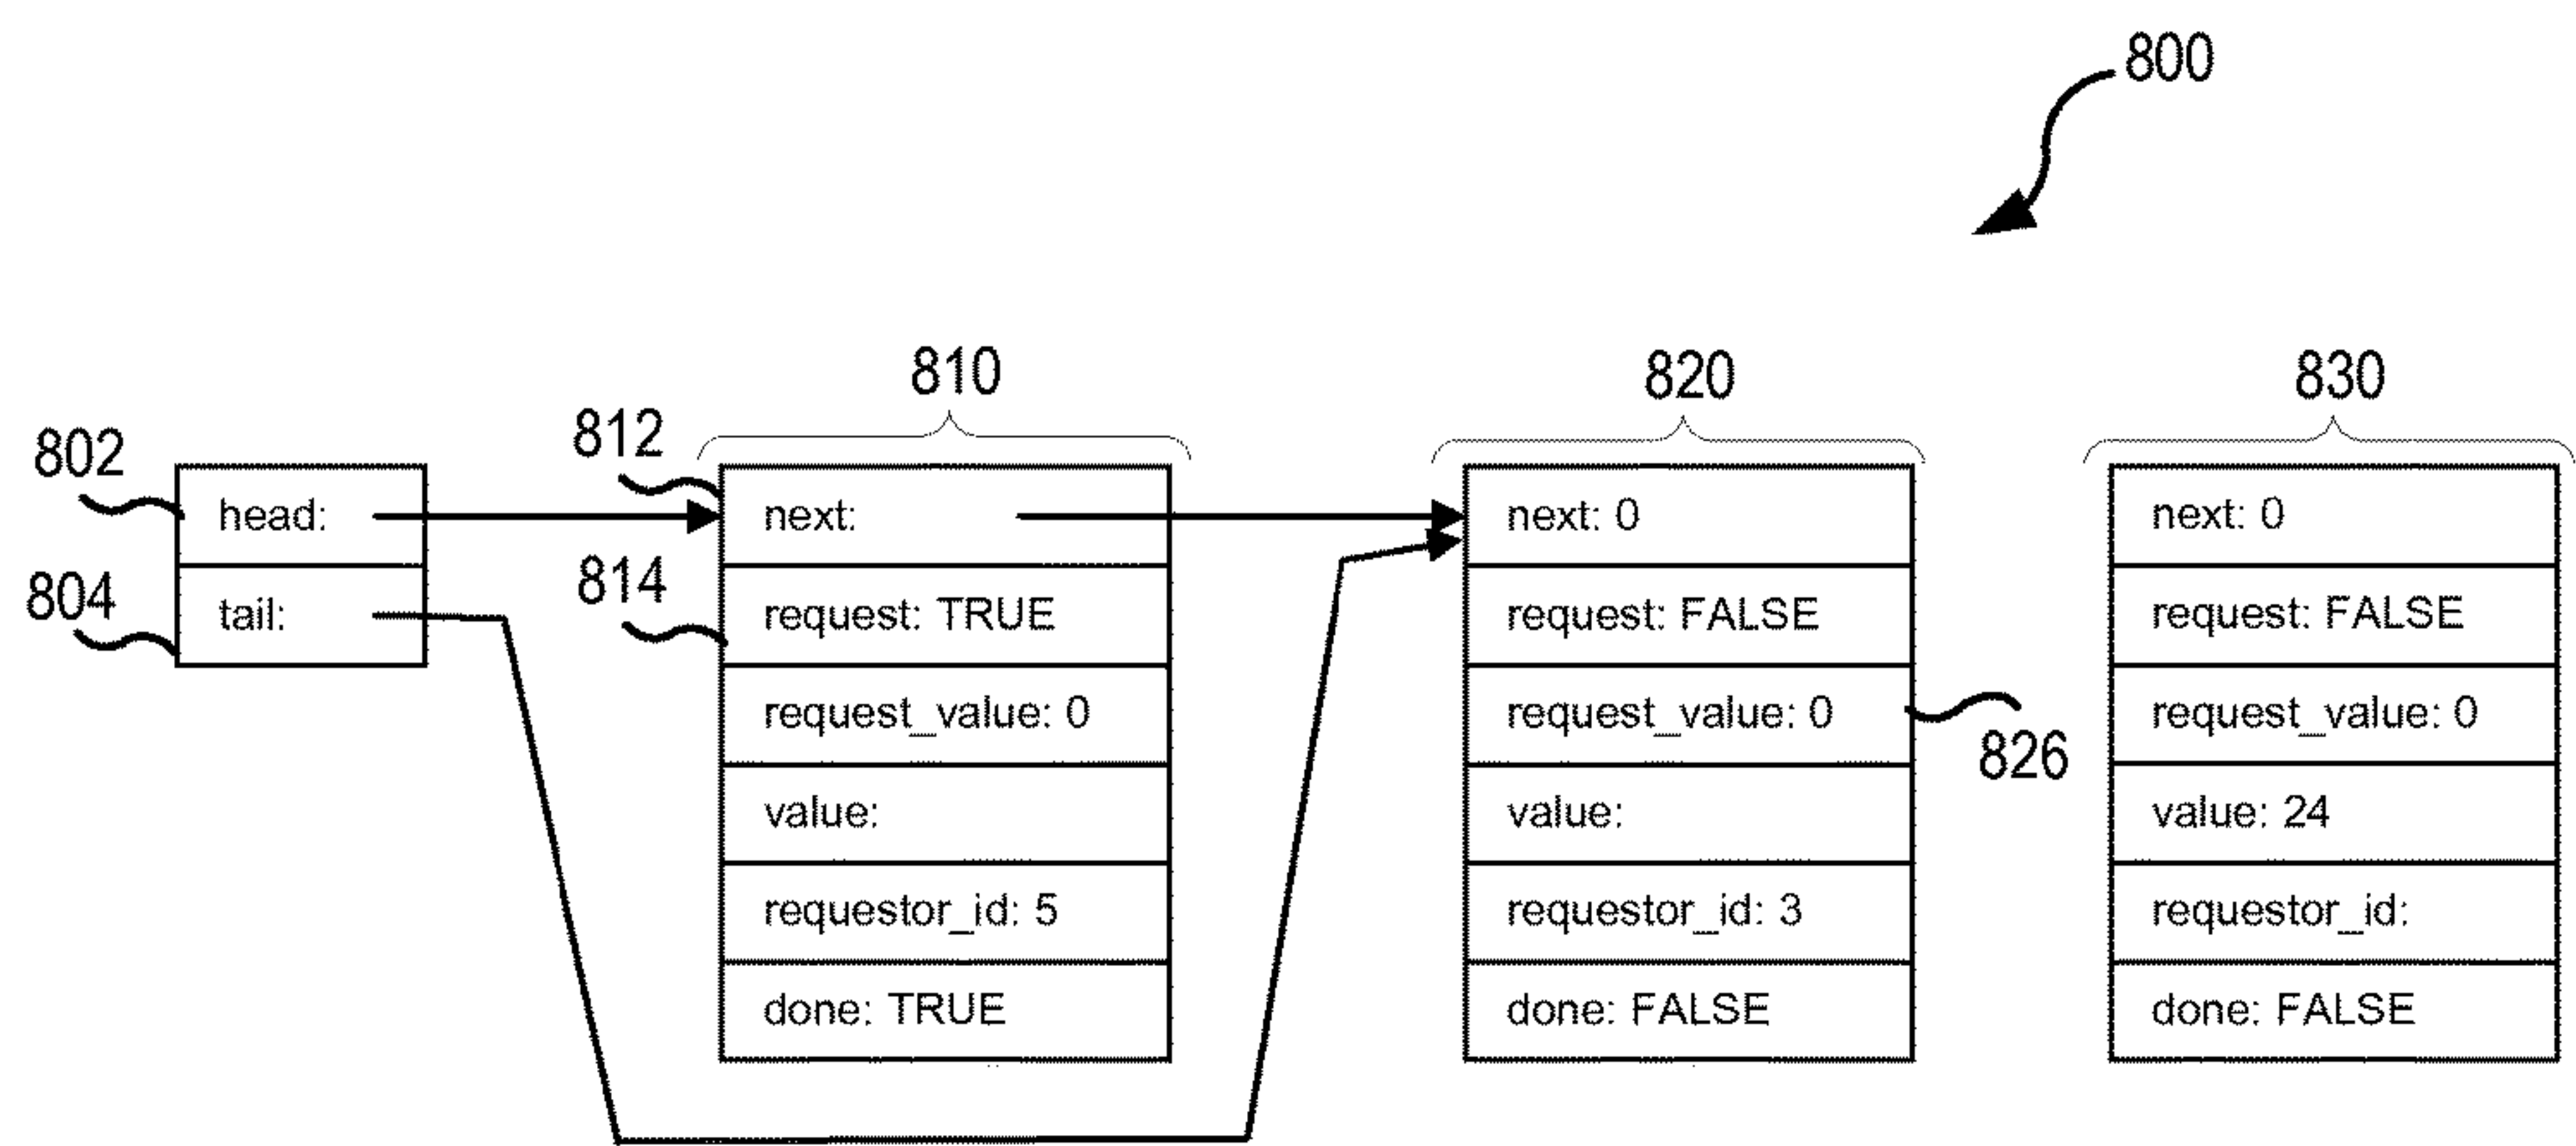 800
802
head:
804
tail:
810
812
next:
814
request: TRUE
request_value: 0
value:
requestor_id: 5
done: TRUE
820
next: 0
request: FALSE
request_value: 0
826
value:
requestor_id: 3
done: FALSE
830
next: 0
request: FALSE
request_value: 0
value: 24
requestor_id:
done: FALSE